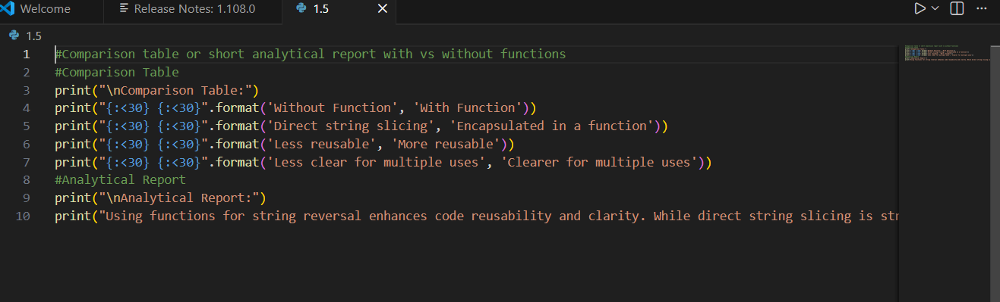 Welcome
Release Notes: 1.108.0
1.5
1.5
1 #Comparison table or short analytical report with vs without functions
2 #Comparison Table
3 print("\nComparison Table:")
4 print("{:<30} {:<30}".format('Without Function', 'With Function'))
5 print("{:<30} {:<30}".format('Direct string slicing', 'Encapsulated in a function'))
6 print("{:<30} {:<30}".format('Less reusable', 'More reusable'))
7 print("{:<30} {:<30}".format('Less clear for multiple uses', 'Clearer for multiple uses'))
8 #Analytical Report
9 print("\nAnalytical Report:")
10 print("Using functions for string reversal enhances code reusability and clarity. While direct string slicing is str